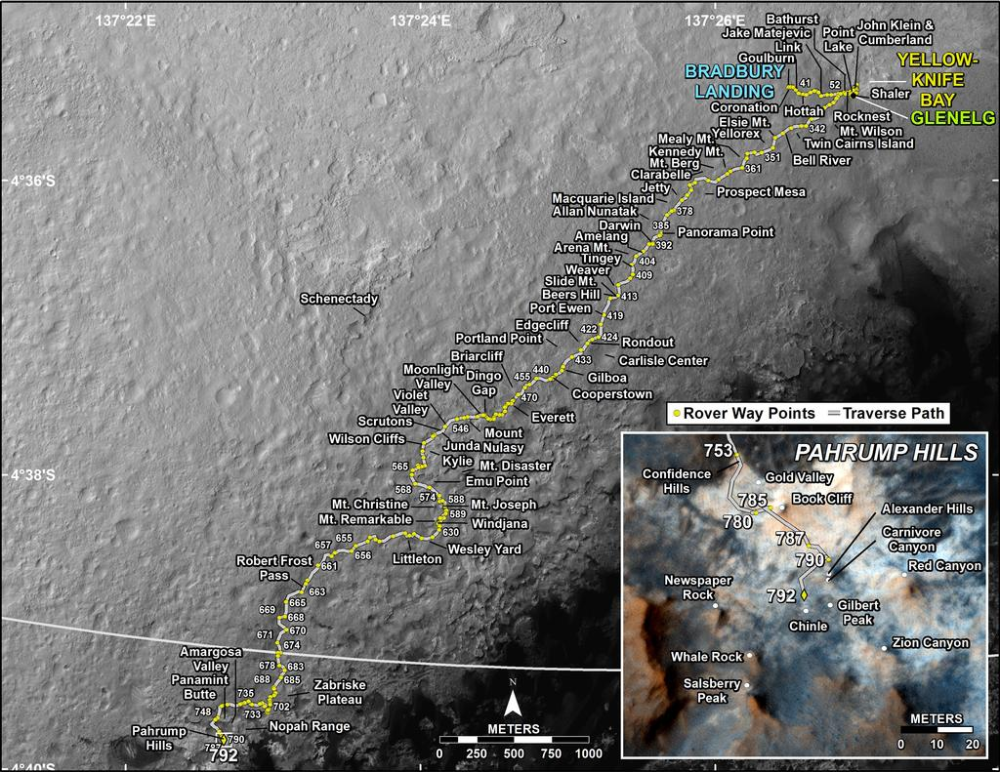 137°22'E
137°24'E
137°26'E
Bathurst
Jake Matejevic
Link
Goulburn
Point
Lake
John Klein &
Cumberland
BRADBURY
LANDING
41
52
YELLOW-
KNIFE
BAY
GLENELG
Shaler
Coronation
Hottah
Rocknest
Elsie Mt.
Yellorex
342
Mt. Wilson
Twin Cairns Island
Mealy Mt.
Kennedy Mt.
351
Bell River
Mt. Berg
361
Clarabelle
4°36'S
Jetty
Prospect Mesa
Macquarie Island
Allan Nunatak
378
Darwin
385
Panorama Point
Amelang
392
Arena Mt.
Tingey
404
Weaver
409
Slide Mt.
Beers Hill
413
Schenectady
Port Ewen
419
Edgecliff
422
Portland Point
424
Rondout
Briarcliff
433
Carlisle Center
Moonlight
Valley
Dingo
Gap
455
440
Gilboa
Violet
Valley
470
Cooperstown
Scrutons
546
Everett
Mount
Nulasy
Wilson Cliffs
Junda
Kylie
565
Mt. Disaster
4°38'S
568
Emu Point
574
588
Mt. Christine
Mt. Joseph
589
Mt. Remarkable
Windjana
630
657
655
656
Wesley Yard
Littleton
Robert Frost
Pass
661
663
665
669
668
670
671
674
Amargosa
Valley
678
683
Panamint
Butte
688
685
Zabriske
Plateau
735
702
748
733
Nopah Range
Pahrump
Hills
787
790
792
4°40'S
N
METERS
0 250 500 750 1000
Rover Way Points Traverse Path
PAHRUMP HILLS
753
Confidence
Hills
Gold Valley
785
Book Cliff
780
Alexander Hills
787
Carnivore
Canyon
790
Red Canyon
Newspaper
Rock
792
Gilbert
Peak
Chinle
Zion Canyon
Whale Rock
Salsberry
Peak
METERS
0 10 20